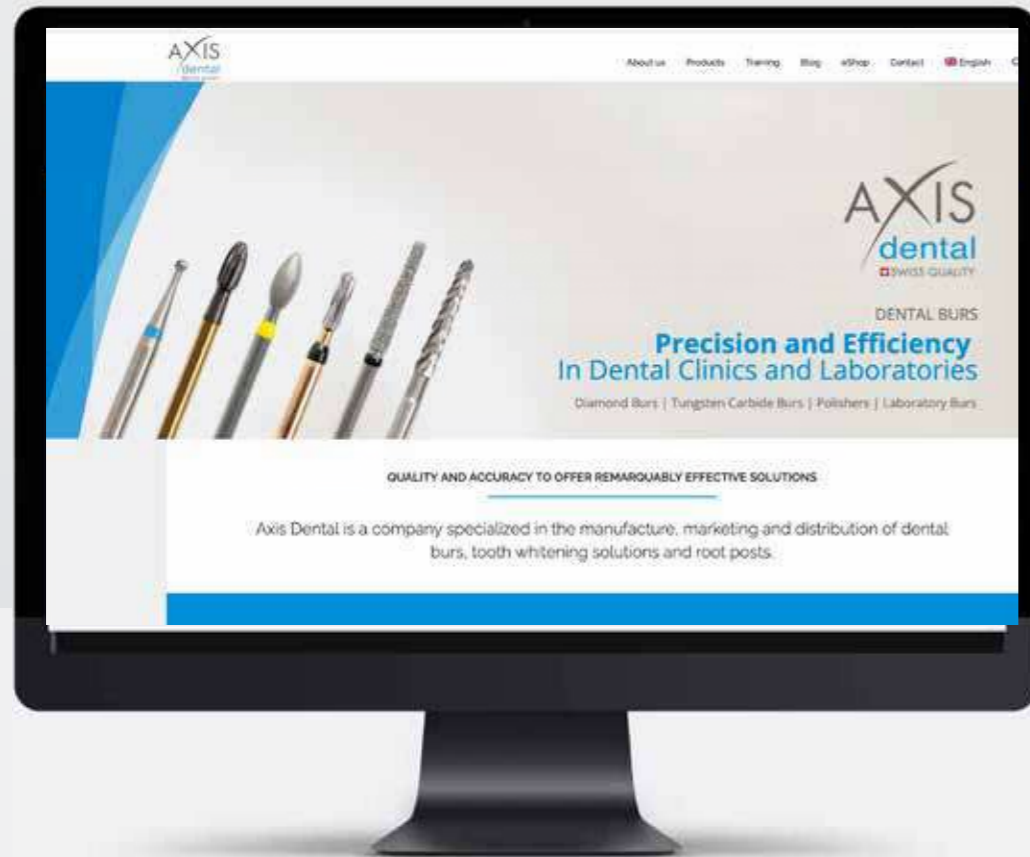 AXIS
dental
About us Products Training Blog eShop Contact English
AXIS
dental
SWISS QUALITY
DENTAL BURS
Precision and Efficiency
In Dental Clinics and Laboratories
Diamond Burs | Tungsten Carbide Burs | Polishers | Laboratory Burs
QUALITY AND ACCURACY TO OFFER REMARQUABLY EFFECTIVE SOLUTIONS
Axis Dental is a company specialized in the manufacture, marketing and distribution of dental
burs, tooth whitening solutions and root posts.